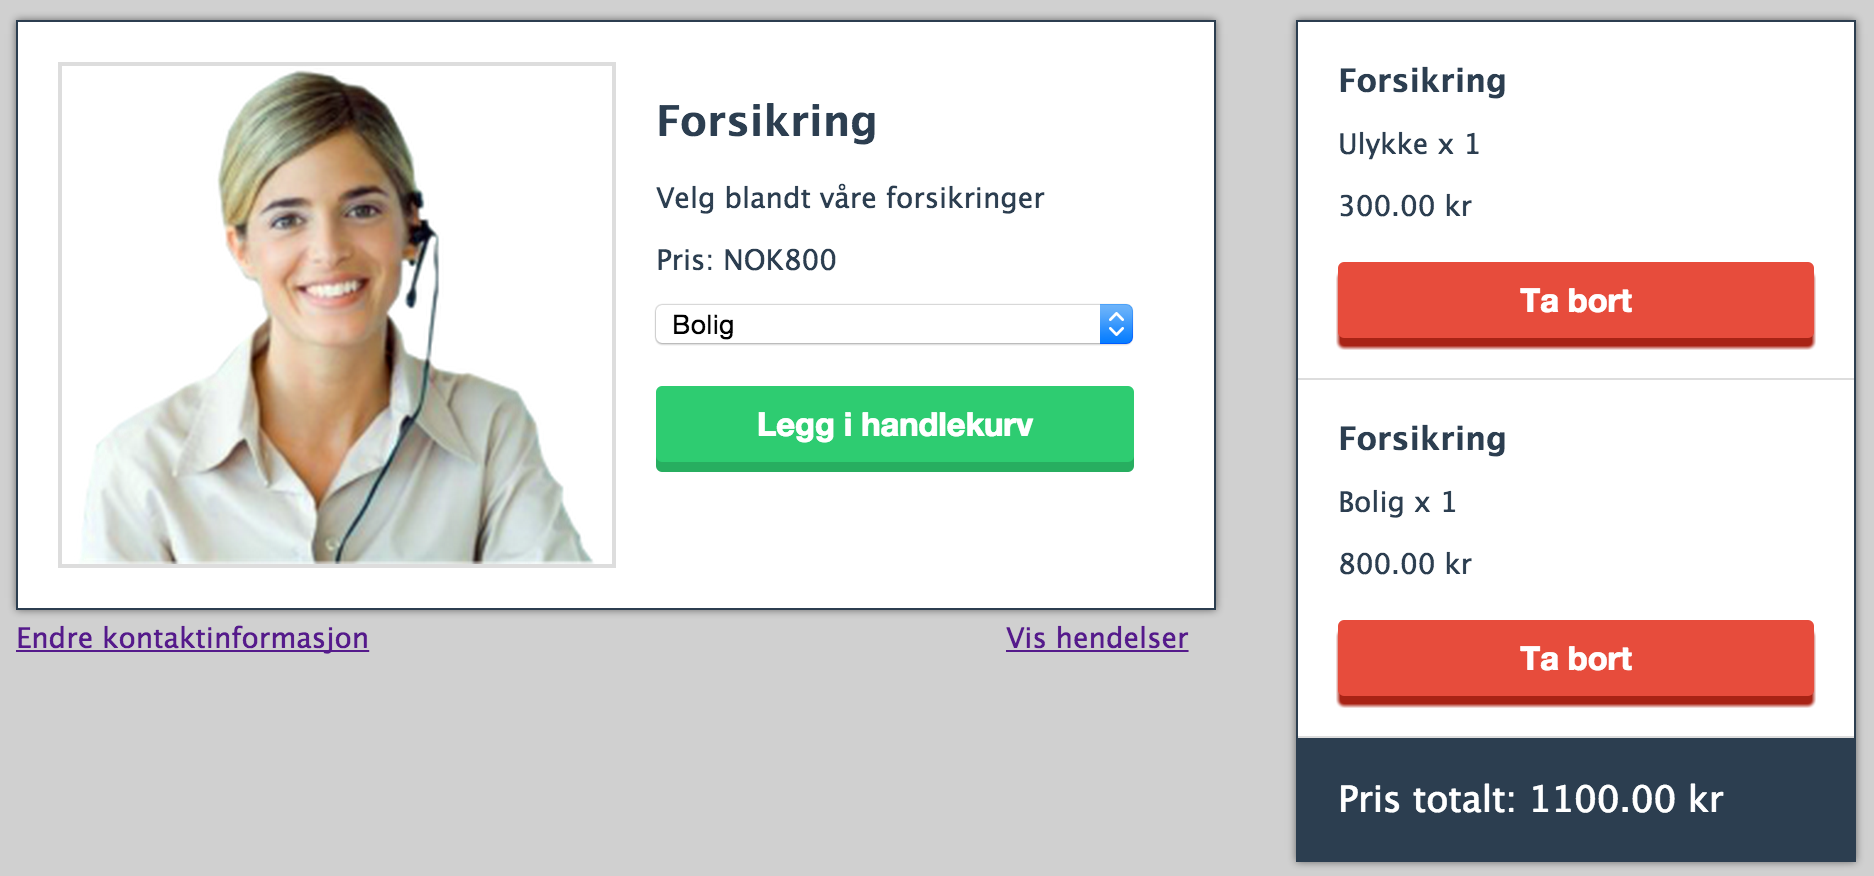 Forsikring
Velg blandt våre forsikringer
Pris: NOK800
Bolig
Legg i handlekurv
Endre kontaktinformasjon
Vis hendelser
Forsikring
Ulykke x 1
300.00 kr
Ta bort
Forsikring
Bolig x 1
800.00 kr
Ta bort
Pris totalt: 1100.00 kr